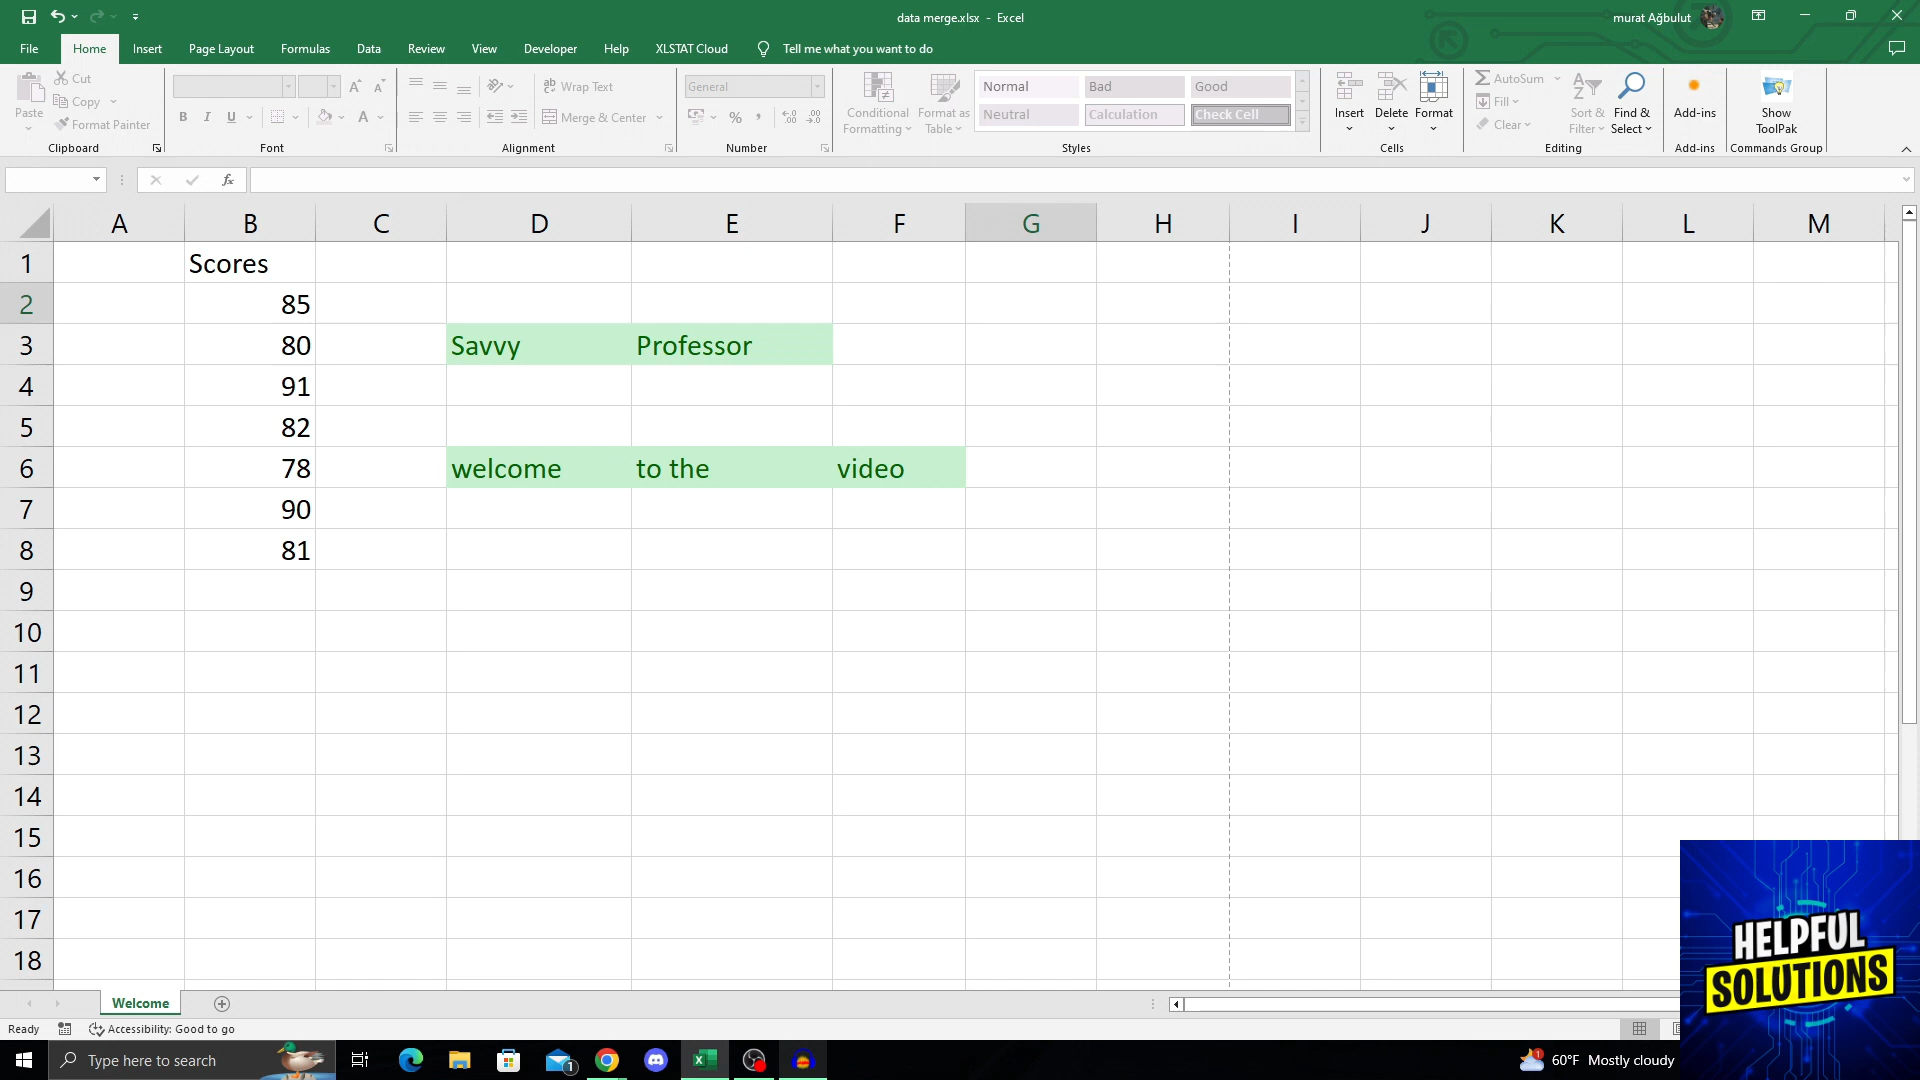 data merge.xlsx - Excel
murat Ağbulut
File Home Insert Page Layout Formulas Data Review View Developer Help XLSTAT Cloud Tell me what you want to do
Paste
Cut
Copy
Format Painter
Clipboard
B I U
Font
Wrap Text
Merge & Center
Alignment
General
Number
Conditional Formatting
Format as Table
Normal Bad Good
Neutral Calculation Check Cell
Styles
Insert Delete Format
Cells
AutoSum
Fill
Clear
Sort & Filter
Find & Select
Editing
Add-ins
Add-ins
Show ToolPak
Commands Group
fx
A B C D E F G H I J K L M
1 Scores
2 85
3 80 Savvy Professor
4 91
5 82
6 78 welcome to the video
7 90
8 81
9
10
11
12
13
14
15
16
17
18
Welcome
Ready Accessibility: Good to go
Type here to search
60°F Mostly cloudy
HELPFUL
SOLUTIONS